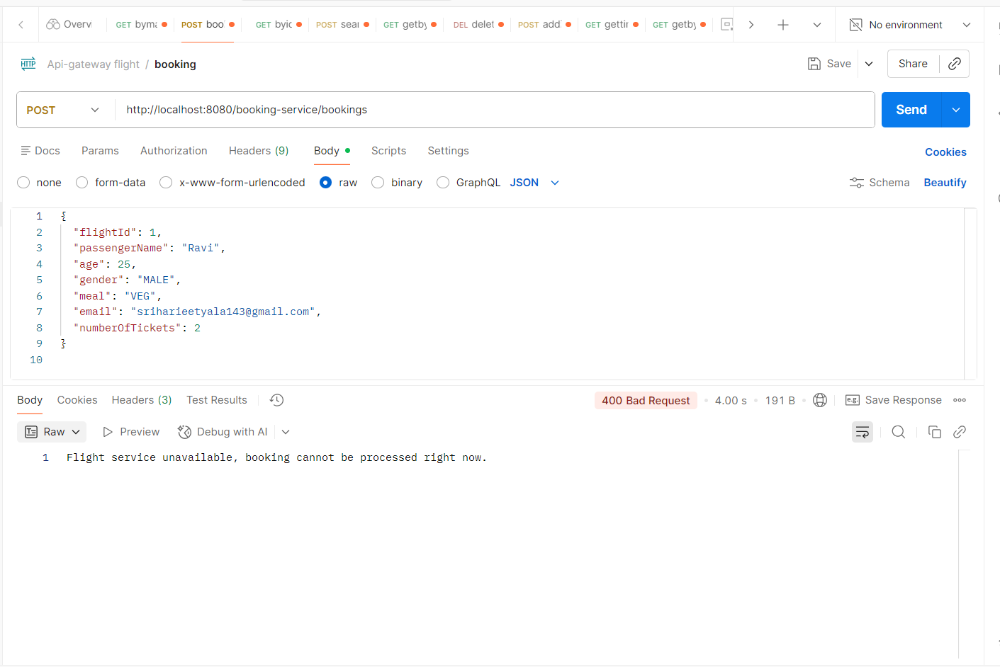 Overv
GET byma
POST boo
GET byic
POST sear
GET getby
DEL delet
POST add
GET gettir
GET getby
No environment
HTTP Api-gateway flight / booking
Save
Share
POST
http://localhost:8080/booking-service/bookings
Send
Docs Params Authorization Headers (9) Body Scripts Settings
Cookies
none form-data x-www-form-urlencoded raw binary GraphQL JSON
Schema Beautify
1 {
2 "flightId": 1,
3 "passengerName": "Ravi",
4 "age": 25,
5 "gender": "MALE",
6 "meal": "VEG",
7 "email": "sriharieetyala143@gmail.com",
8 "numberOfTickets": 2
9 }
10
Body Cookies Headers (3) Test Results
400 Bad Request • 4.00 s • 191 B
e.g. Save Response
Raw Preview Debug with AI
1 Flight service unavailable, booking cannot be processed right now.